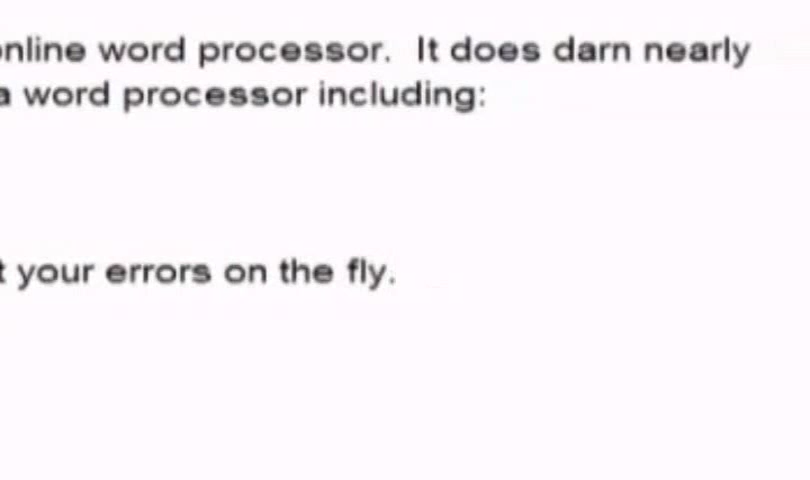 nline word processor.  It does darn nearly
a word processor including:
t your errors on the fly.